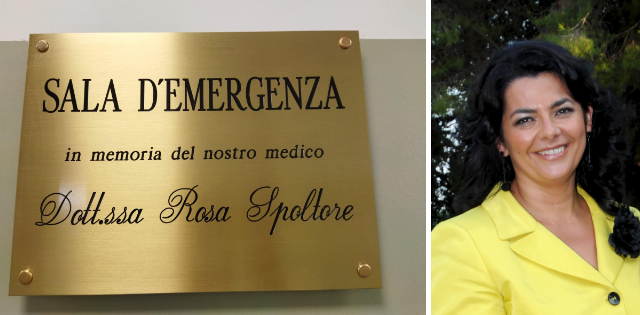 SALA D'EMERGENZA
in memoria del nostro medico
Dott.ssa Rosa Spoltore